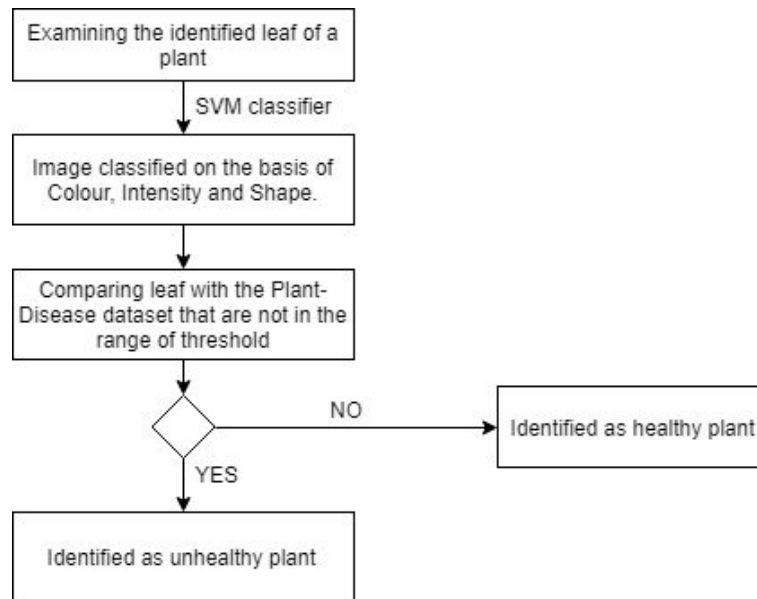 Examining the identified leaf of a
plant
SVM classifier
Image classified on the basis of
Colour, Intensity and Shape.
Comparing leaf with the Plant-
Disease dataset that are not in the
range of threshold
NO
Identified as healthy plant
YES
Identified as unhealthy plant